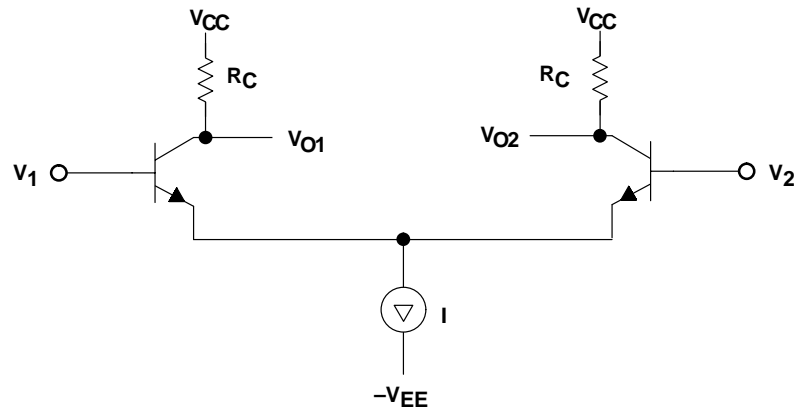 VCC VCC
RC RC
VO1 VO2
V1 V2
I
–VEE